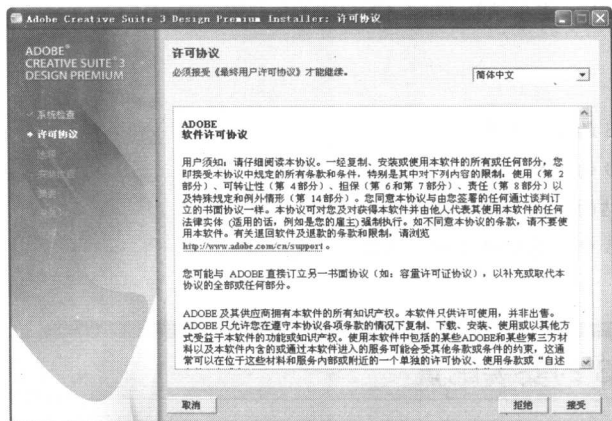 Adobe Creative Suite 3 Design Premium Installer: 许可协议
ADOBE®
CREATIVE SUITE® 3
DESIGN PREMIUM
系统检查
许可协议
选项
安装位置
摘要
许可协议
必须接受《最终用户许可协议》才能继续。
简体中文
ADOBE
软件许可协议
用户须知：请仔细阅读本协议。一经复制、安装或使用本软件的所有或任何部分，您
即接受本协议中规定的所有条款和条件，特别是其中对下列内容的限制：使用（第 2
部分）、可转让性（第 4部分）、担保（第 6和第 7部分）、责任（第 8部分）以
及特殊规定和例外情形（第 14部分）。您同意本协议与由您签署的任何通过谈判订
立的书面协议一样。本协议可对您及对获得本软件并由他人代表其使用本软件的任何
法律实体（适用的话，例如是您的雇主）强制执行。如不同意本协议的条款，请不要使
用本软件。有关退回软件及退款的条款和限制，请浏览
http://www.adobe.com/cn/support 。
您可能与 ADOBE 直接订立另一书面协议（如：容量许可证协议），以补充或取代本
协议的全部或任何部分。
ADOBE 及其供应商拥有本软件的所有知识产权。本软件只供许可使用，并非出售。
ADOBE 只允许您在遵守本协议各项条款的情况下复制、下载、安装、使用或以其他方
式受益于本软件的功能或知识产权。使用本软件中包括的某些ADOBE和某些第三方材
料以及本软件内含的或通过本软件进入的服务可能会受其他条款或条件的约束，这通
常可以在位于这些材料和服务内部或附近的一个单独的许可协议、使用条款或“自述
取消
拒绝
接受